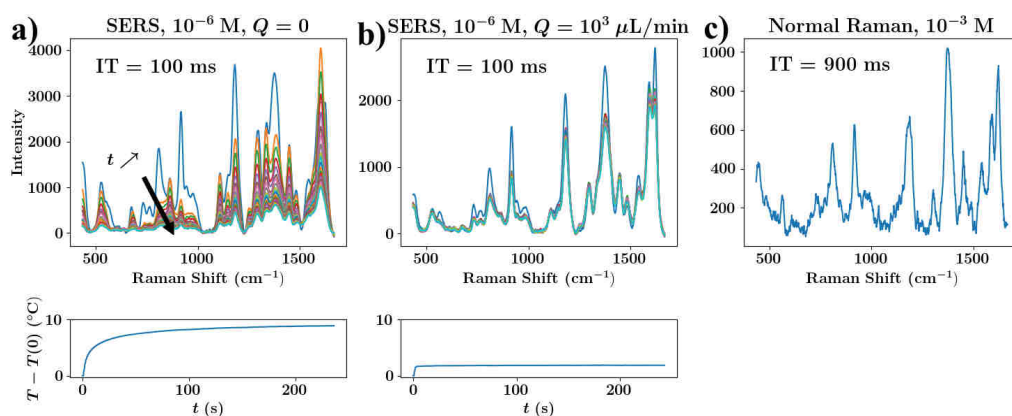 a) SERS, 10⁻⁶ M, Q = 0
IT = 100 ms
t ↗
Intensity
4000
3000
2000
1000
0
500 1000 1500
Raman Shift (cm⁻¹)
b) SERS, 10⁻⁶ M, Q = 10³ μL/min
IT = 100 ms
2000
1000
0
500 1000 1500
Raman Shift (cm⁻¹)
c) Normal Raman, 10⁻³ M
IT = 900 ms
1000
800
600
400
200
500 1000 1500
Raman Shift (cm⁻¹)
T − T(0) (°C)
10
0
0 100 200
t (s)
10
0
0 100 200
t (s)